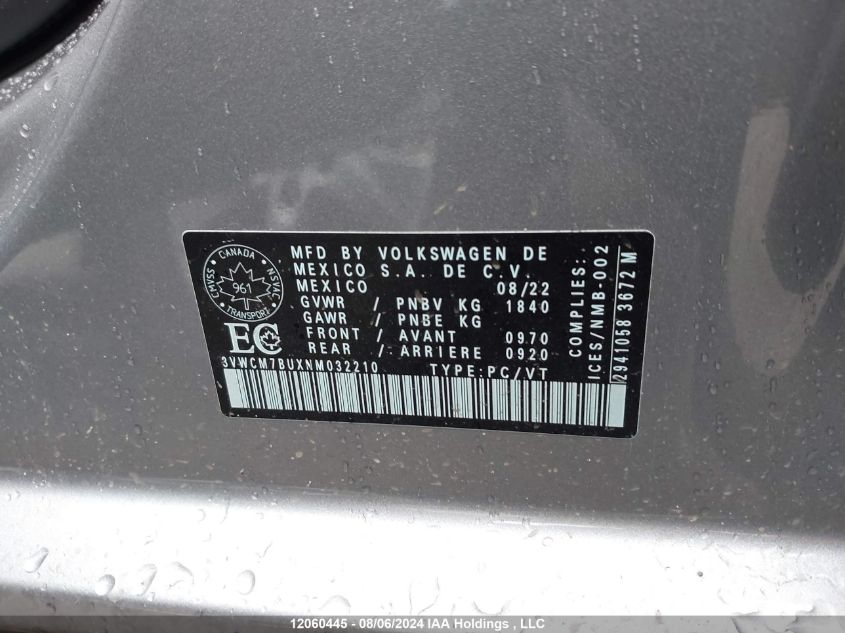 CANADA
CMVSS
NSVAC
961
TRANSPORT
EC
MFD BY VOLKSWAGEN DE
MEXICO S.A. DE C.V.
MEXICO 08/22
GVWR / PNBV KG 1840
GAWR / PNBE KG
FRONT / AVANT 0970
REAR / ARRIERE 0920
3VWCM7BUXNM032210 TYPE:PC/VT
COMPLIES:
ICES/NMB-002
2941058 3672 M
12060445 - 08/06/2024 IAA Holdings , LLC